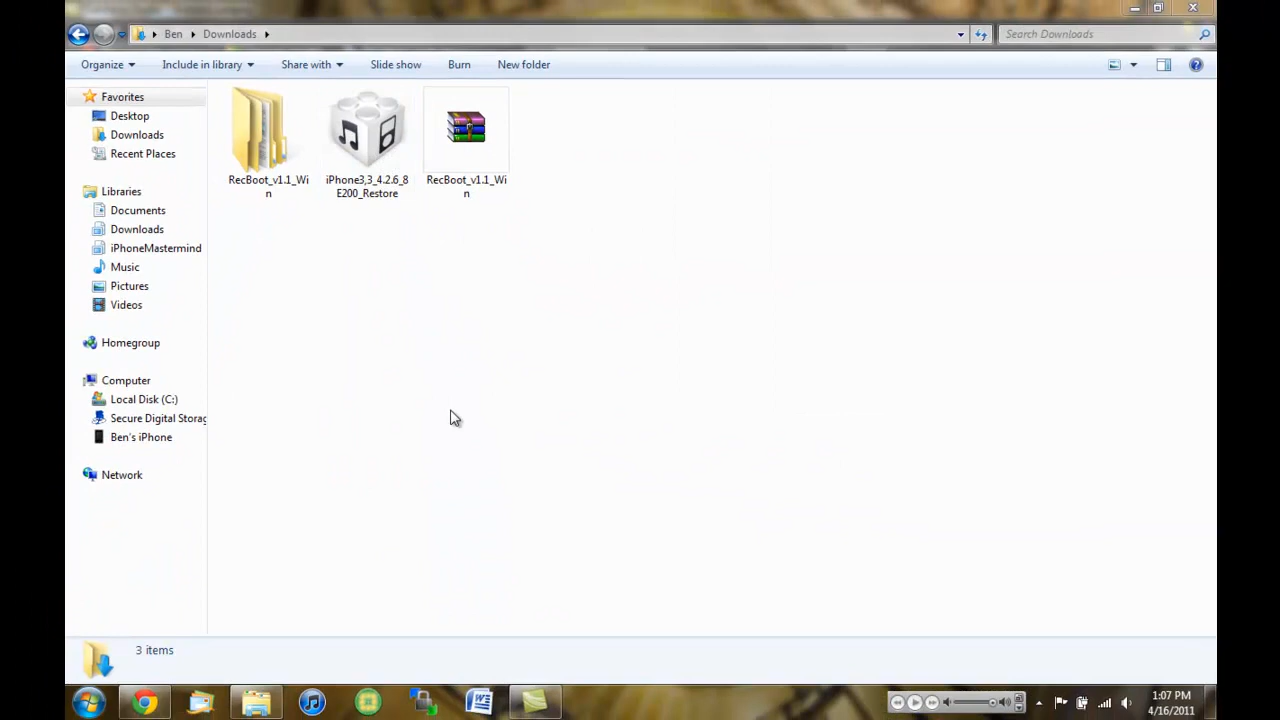 Ben Downloads Search Downloads
Organize Include in library Share with Slide show Burn New folder
Favorites
Desktop
Downloads
Recent Places
Libraries
Documents
Downloads
iPhoneMastermind
Music
Pictures
Videos
Homegroup
Computer
Local Disk (C:)
Secure Digital Storag
Ben's iPhone
Network
RecBoot_v1.1_Wi
n
iPhone3,3_4.2.6_8
E200_Restore
RecBoot_v1.1_Wi
n
3 items
1:07 PM
4/16/2011